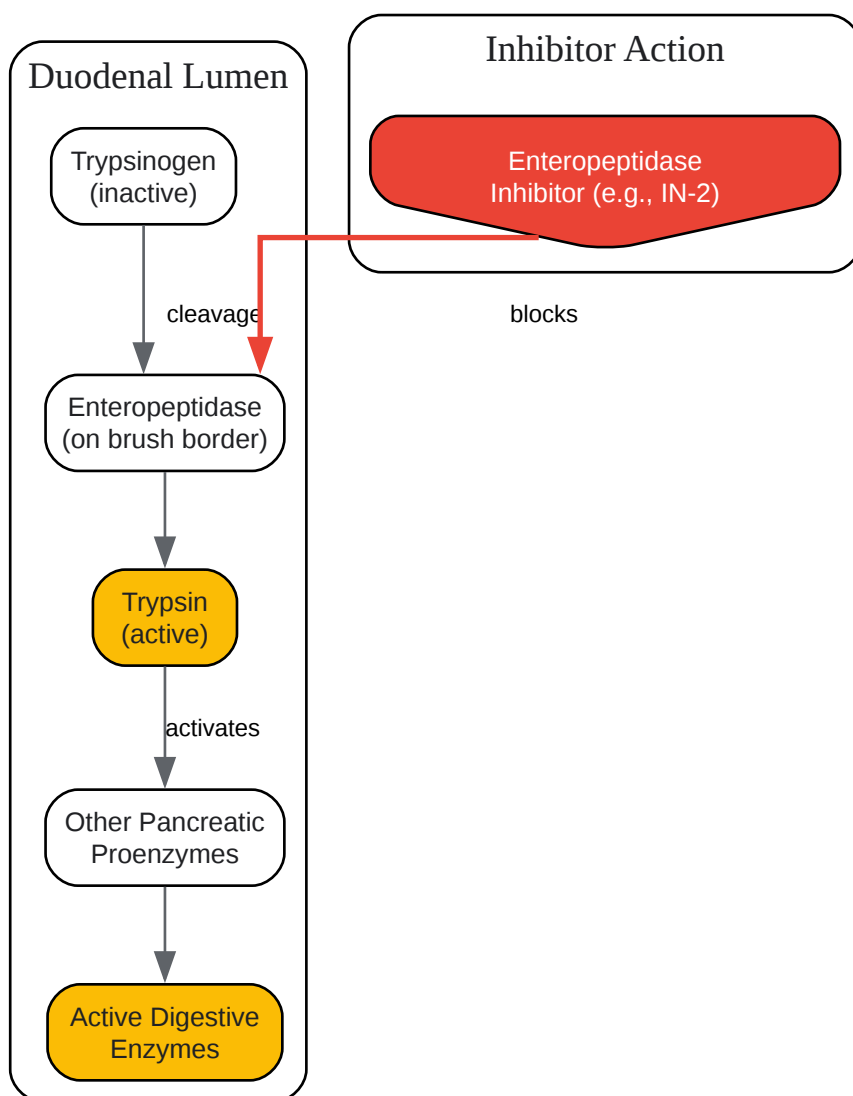 Duodenal Lumen
Trypsinogen
(inactive)
cleavage
Enteropeptidase
(on brush border)
Trypsin
(active)
activates
Other Pancreatic
Proenzymes
Active Digestive
Enzymes
Inhibitor Action
Enteropeptidase
Inhibitor (e.g., IN-2)
blocks